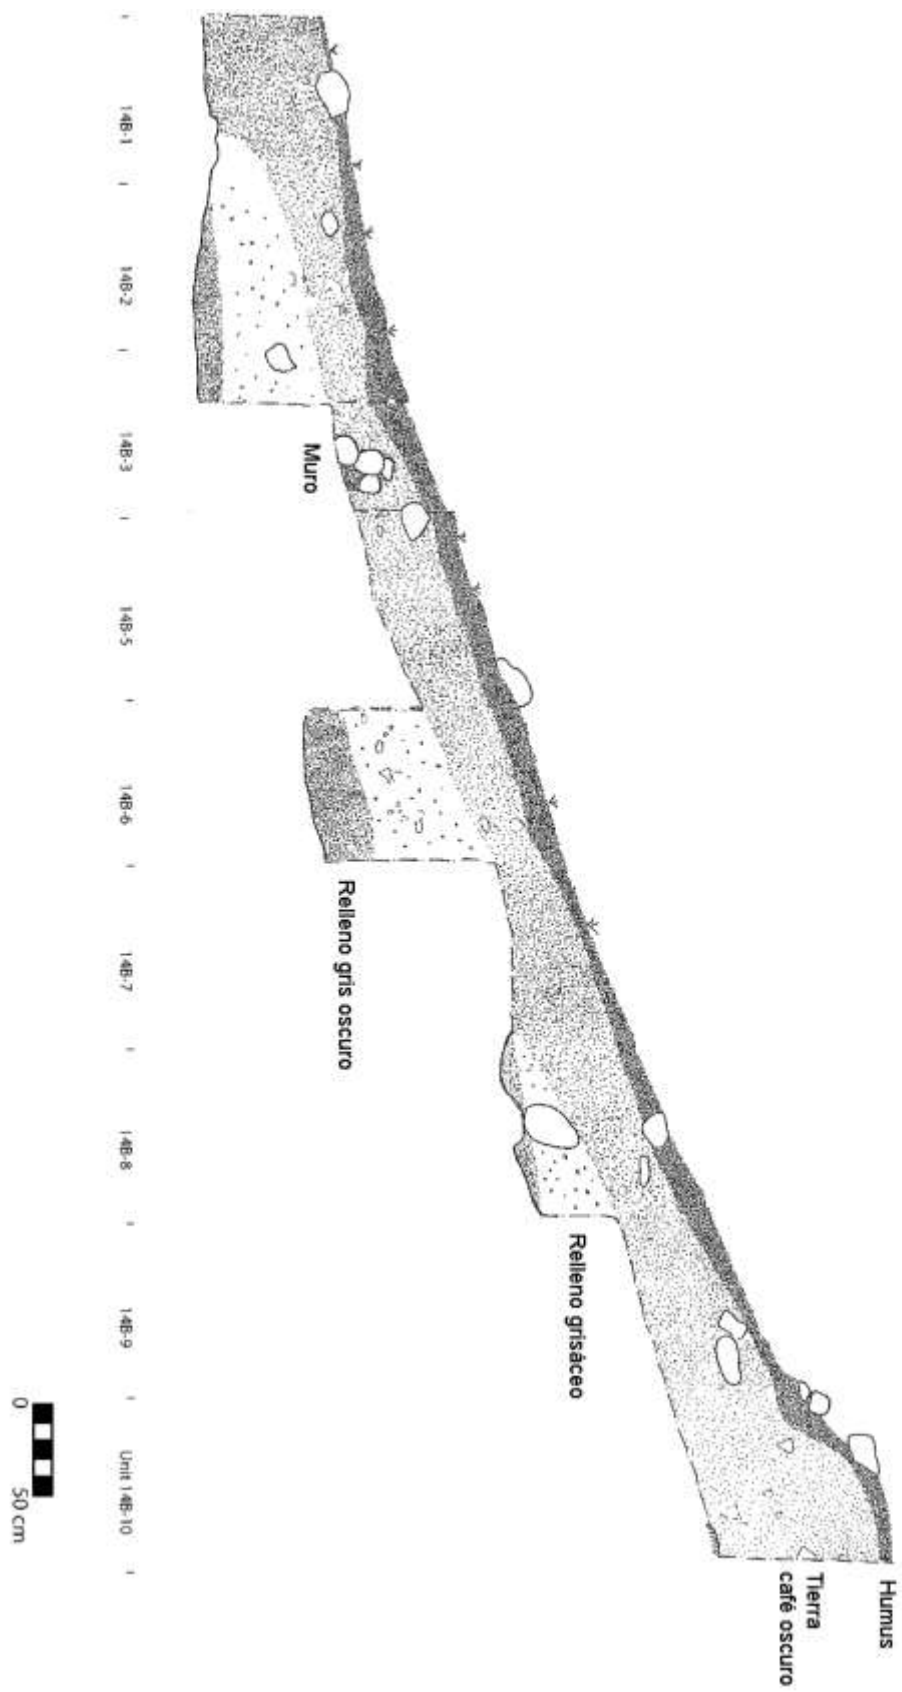 14B-1
14B-2
14B-3
14B-5
14B-6
14B-7
14B-8
14B-9
Unit 14B-10
Muro
Relleno gris oscuro
Relleno grisáceo
Humus
Tierra
café oscuro
0
50 cm